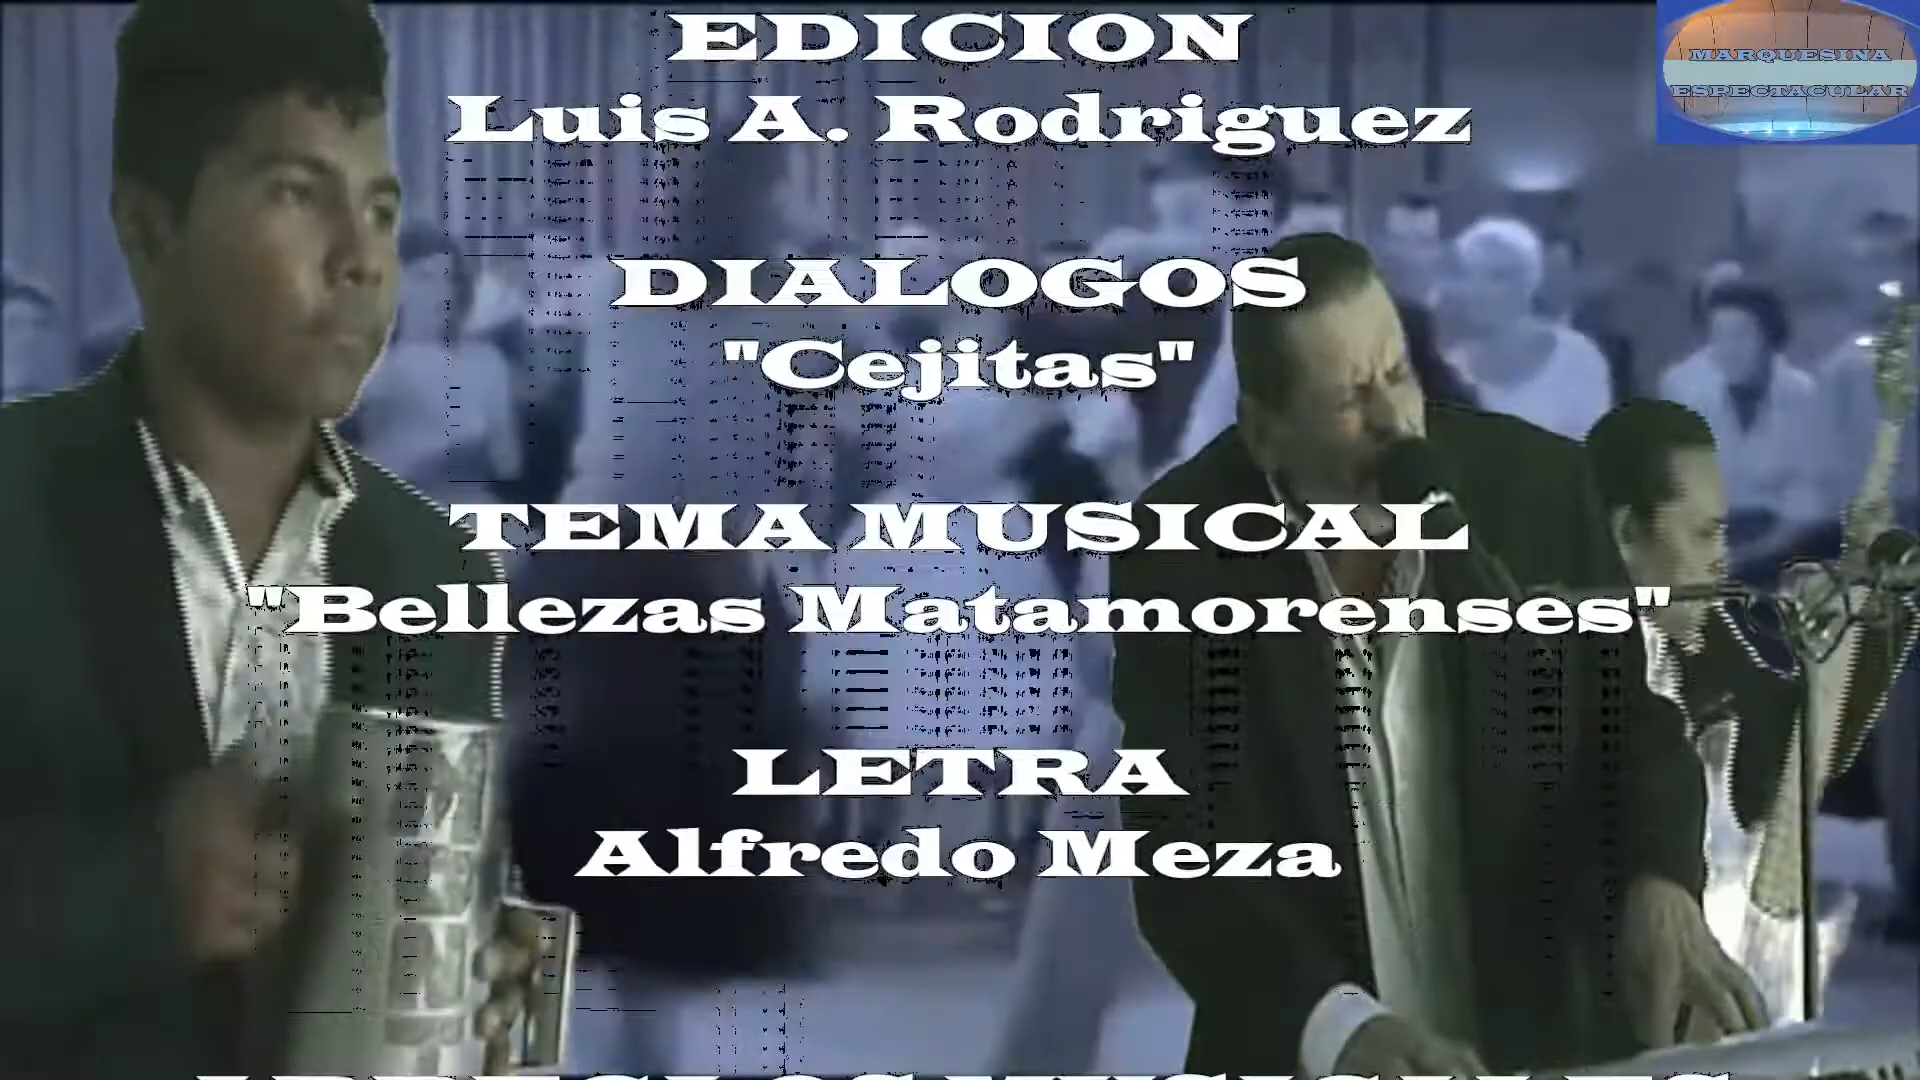 MARQUESINA
ESPECTACULAR
EDICION
Luis A. Rodriguez
DIALOGOS
"Cejitas"
TEMA MUSICAL
"Bellezas Matamorenses"
LETRA
Alfredo Meza